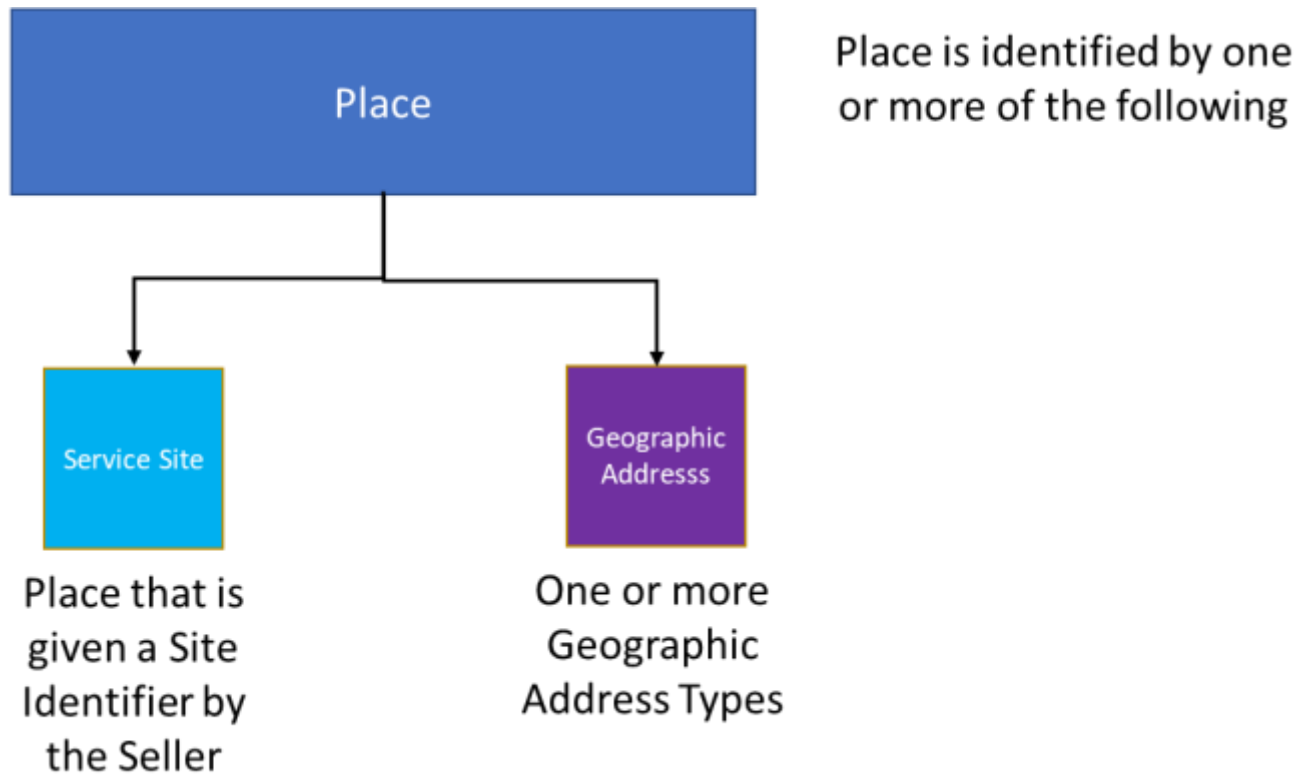 Place
Place is identified by one
or more of the following
Service Site
Geographic
Addresss
Place that is
given a Site
Identifier by
the Seller
One or more
Geographic
Address Types